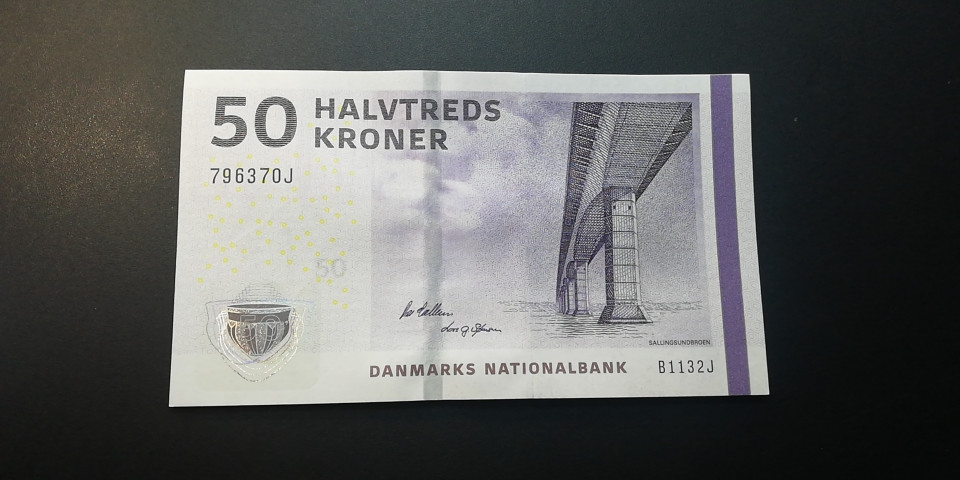 50 HALVTREDS
KRONER
796370J
50
SALLINGSUNDBROEN
DANMARKS NATIONALBANK B1132J